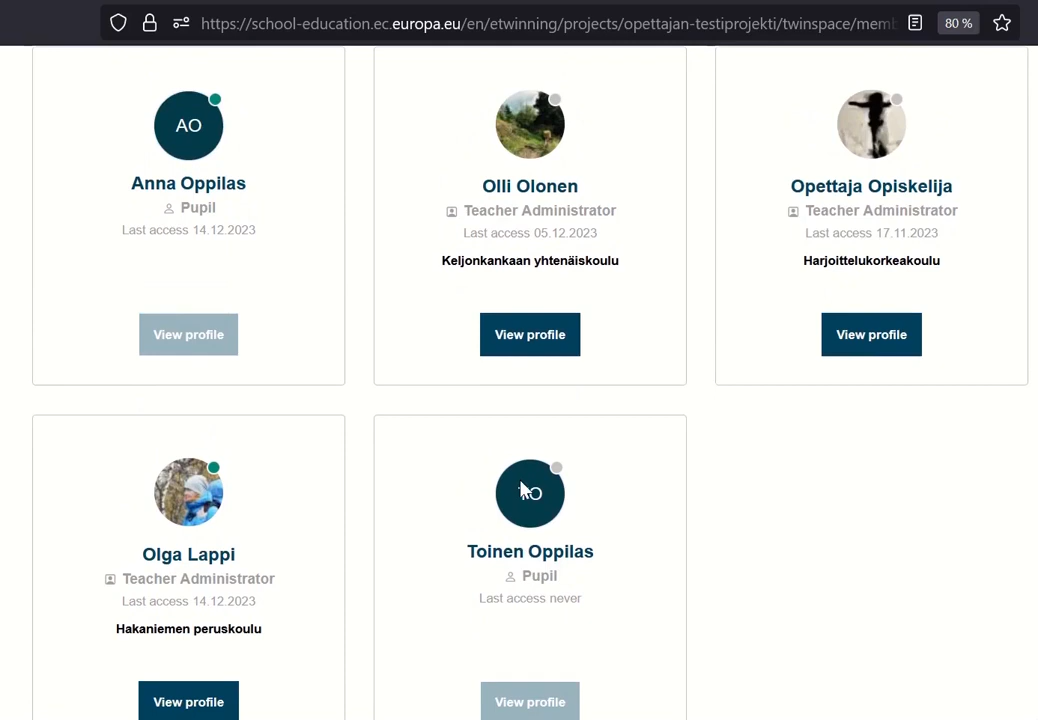 https://school-education.ec.europa.eu/en/etwinning/projects/opettajan-testiprojekti/twinspace/mem
80 %
AO
Anna Oppilas
Pupil
Last access 14.12.2023
View profile
Olli Olonen
Teacher Administrator
Last access 05.12.2023
Keljonkankaan yhtenäiskoulu
View profile
Opettaja Opiskelija
Teacher Administrator
Last access 17.11.2023
Harjoittelukorkeakoulu
View profile
Olga Lappi
Teacher Administrator
Last access 14.12.2023
Hakaniemen peruskoulu
View profile
Toinen Oppilas
Pupil
Last access never
View profile